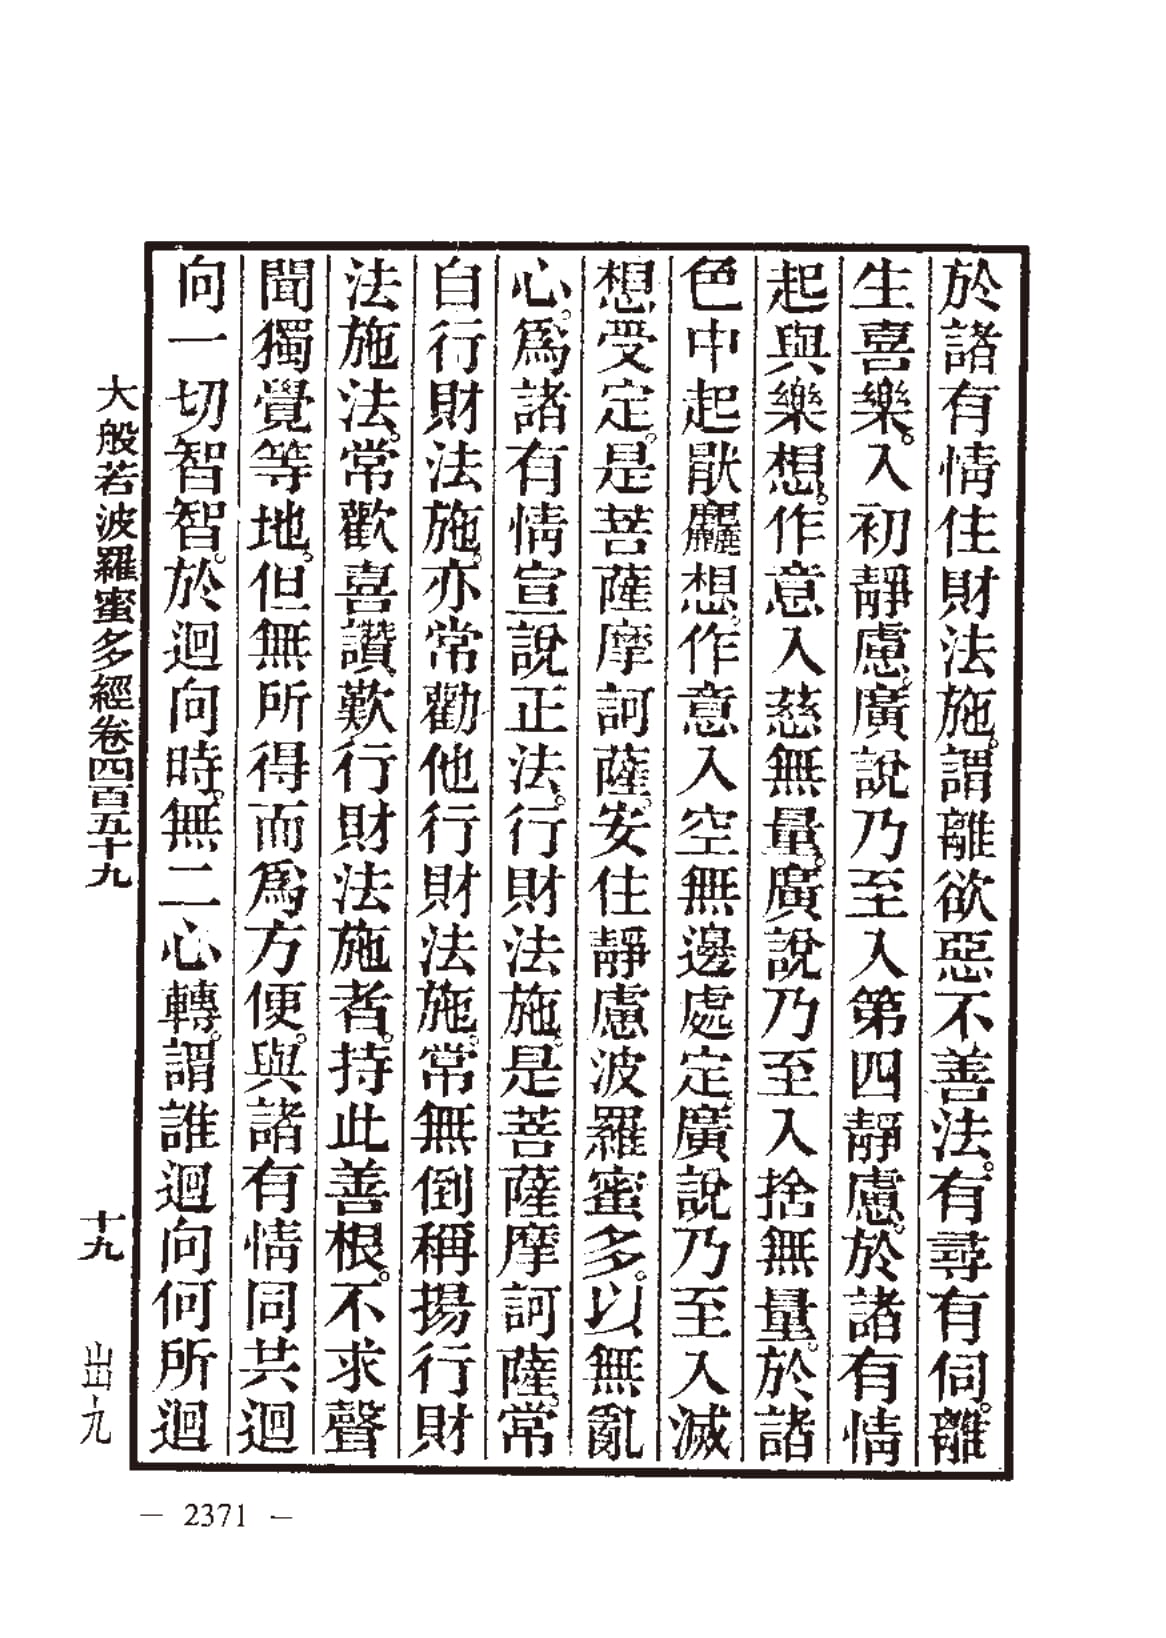 於諸有情住財法施。謂離欲惡不善法。有尋有伺。離
生喜樂。入初靜慮。廣說乃至入第四靜慮。於諸有情
起與樂想。作意入慈無量。廣說乃至入捨無量。於諸
色中起猒麤想。作意入空無邊處定廣說乃至入滅
想受定。是菩薩摩訶薩。安住靜慮波羅蜜多。以無亂
心。爲諸有情宣說正法。行財法施。是菩薩摩訶薩。常
自行財法施。亦常勸他行財法施。常無倒稱揚行財
法施法。常歡喜讚歎行財法施者。持此善根。不求聲
聞獨覺等地。但無所得而爲方便。與諸有情同共迴
向一切智智。於迴向時。無二心轉。謂誰迴向何所迴
大般若波羅蜜多經卷四百五十九 十九
— 2371 —